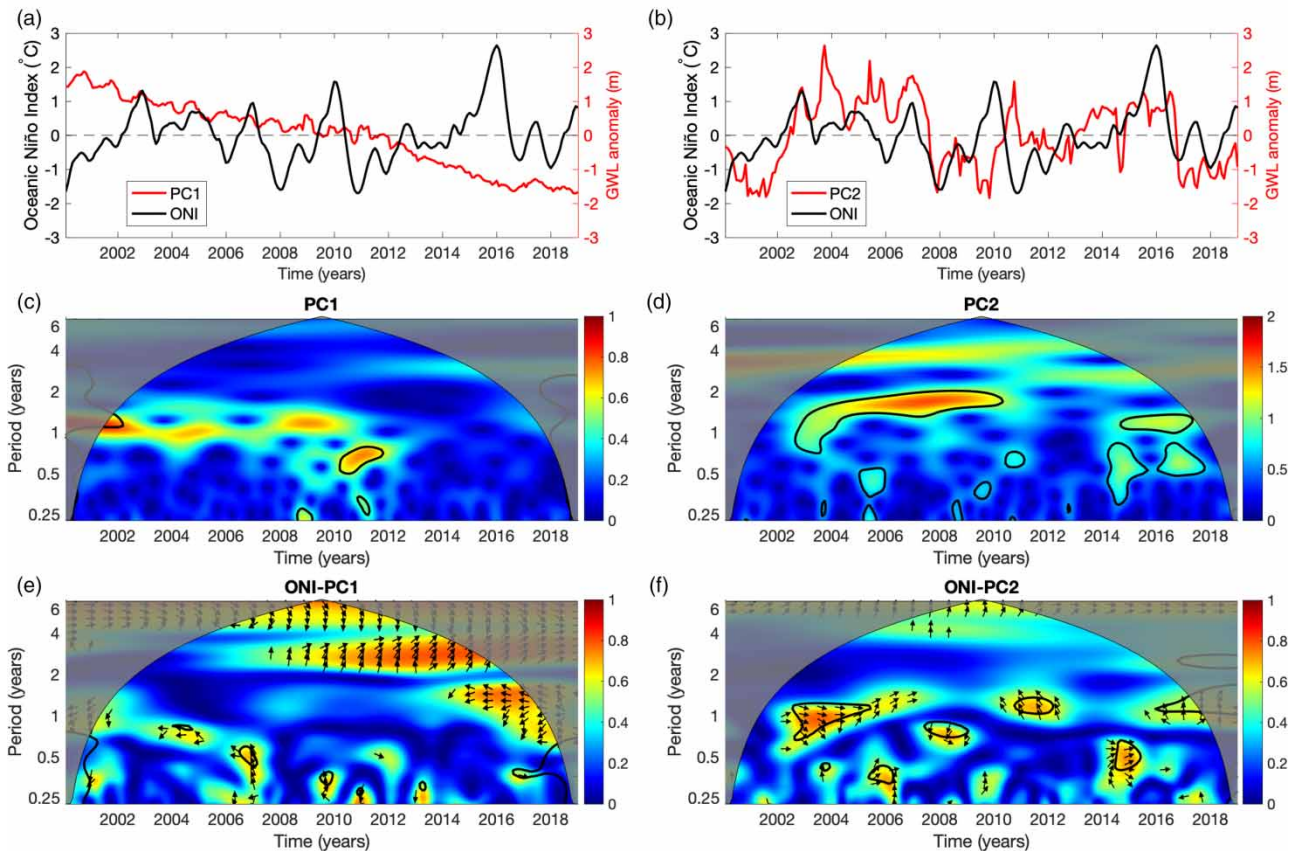 (a)
3
2
1
0
-1
-2
-3
Oceanic Niño Index (°C)
PC1
ONI
3
2
1
0
-1
-2
-3
GWL anomaly (m)
2002 2004 2006 2008 2010 2012 2014 2016 2018
Time (years)
(b)
3
2
1
0
-1
-2
-3
Oceanic Niño Index (°C)
PC2
ONI
3
2
1
0
-1
-2
-3
GWL anomaly (m)
2002 2004 2006 2008 2010 2012 2014 2016 2018
Time (years)
(c)
PC1
6
4
2
1
0.5
0.25
Period (years)
1
0.8
0.6
0.4
0.2
0
2002 2004 2006 2008 2010 2012 2014 2016 2018
Time (years)
(d)
PC2
6
4
2
1
0.5
0.25
Period (years)
2
1.5
1
0.5
0
2002 2004 2006 2008 2010 2012 2014 2016 2018
Time (years)
(e)
ONI-PC1
6
4
2
1
0.5
0.25
Period (years)
1
0.8
0.6
0.4
0.2
0
2002 2004 2006 2008 2010 2012 2014 2016 2018
Time (years)
(f)
ONI-PC2
6
4
2
1
0.5
0.25
Period (years)
1
0.8
0.6
0.4
0.2
0
2002 2004 2006 2008 2010 2012 2014 2016 2018
Time (years)